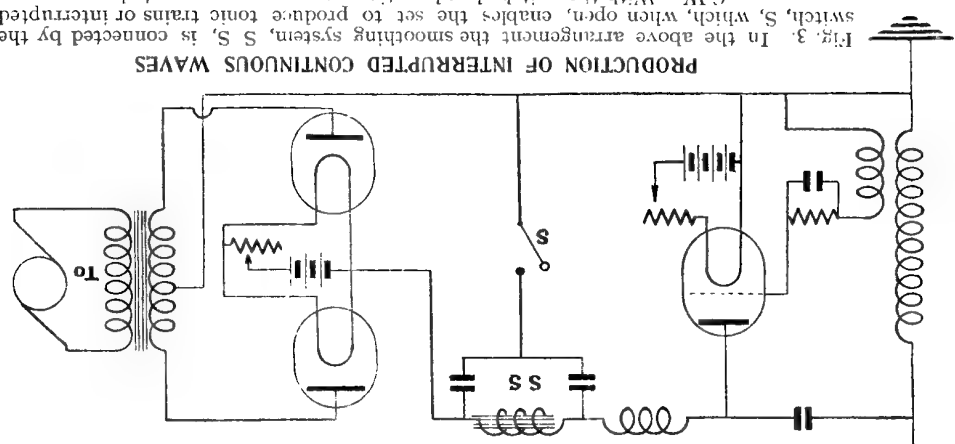 To
S
S S
PRODUCTION OF INTERRUPTED CONTINUOUS WAVES
Fig. 3. In the above arrangement the smoothing system, S S, is connected by the
switch, S, which, when open, enables the set to produce tonic trains or interrupted